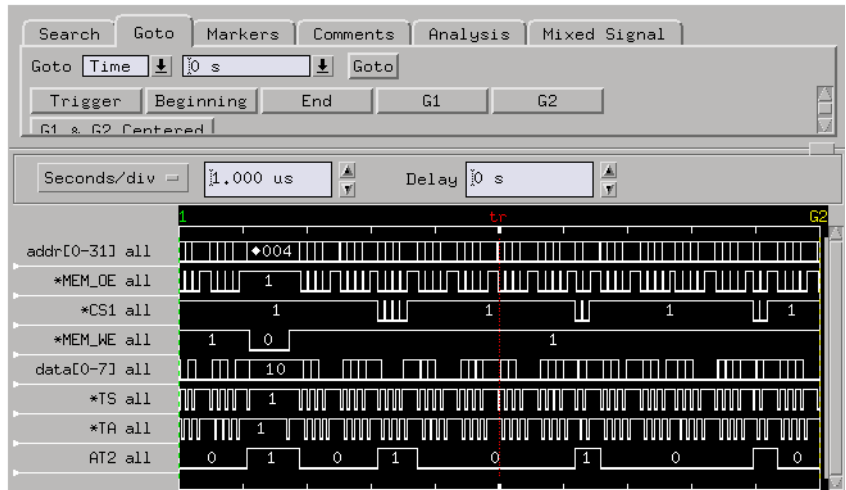 Search Goto Markers Comments Analysis Mixed Signal
Goto Time 0 s Goto
Trigger Beginning End G1 G2
G1 & G2 Centered
Seconds/div 1.000 us Delay 0 s
1 tr G2
addr[0-31] all 004
*MEM_OE all 1
*CS1 all 1 1 1 1
*MEM_WE all 1 0 1
data[0-7] all 10
*TS all 1
*TA all 1
AT2 all 0 1 0 1 0 1 0 0